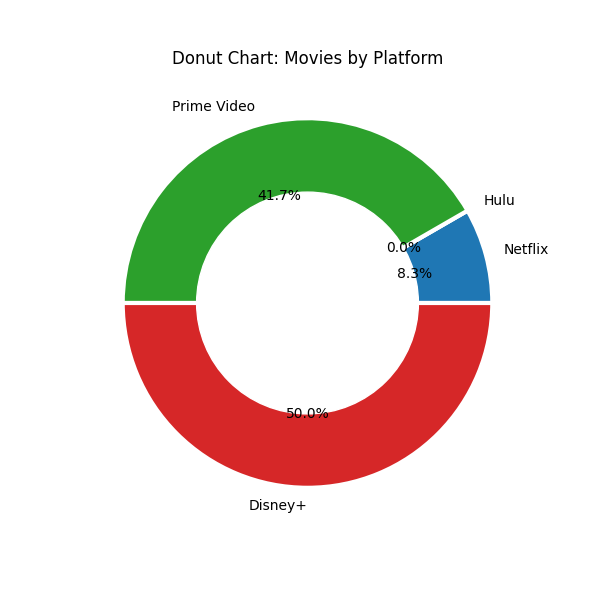 Donut Chart: Movies by Platform
Prime Video
41.7%
Hulu
0.0%
Netflix
8.3%
50.0%
Disney+